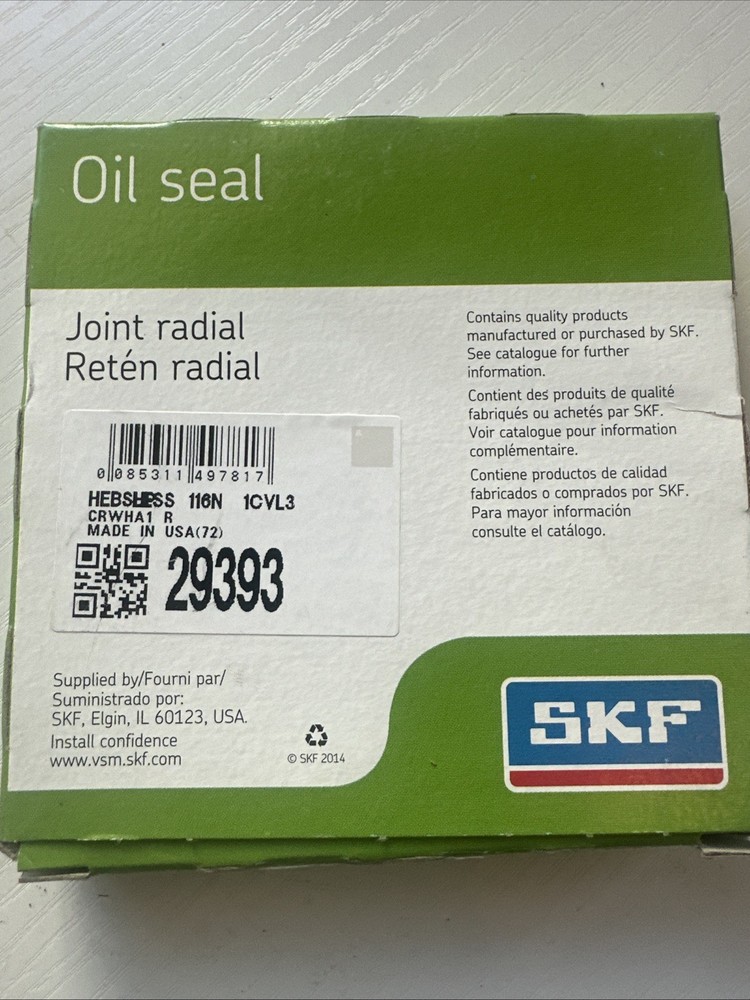 Oil seal
Joint radial
Retén radial
Contains quality products
manufactured or purchased by SKF.
See catalogue for further
information.
Contient des produits de qualité
fabriqués ou achetés par SKF.
Voir catalogue pour information
complémentaire.
Contiene productos de calidad
fabricados o comprados por SKF.
Para mayor información
consulte el catálogo.
0 085311 497817
116N 1CVL3
CRWHA1 R
MADE IN USA(72)
29393
Supplied by/Fourni par/
Suministrado por:
SKF, Elgin, IL 60123, USA.
Install confidence
www.vsm.skf.com
© SKF 2014
SKF